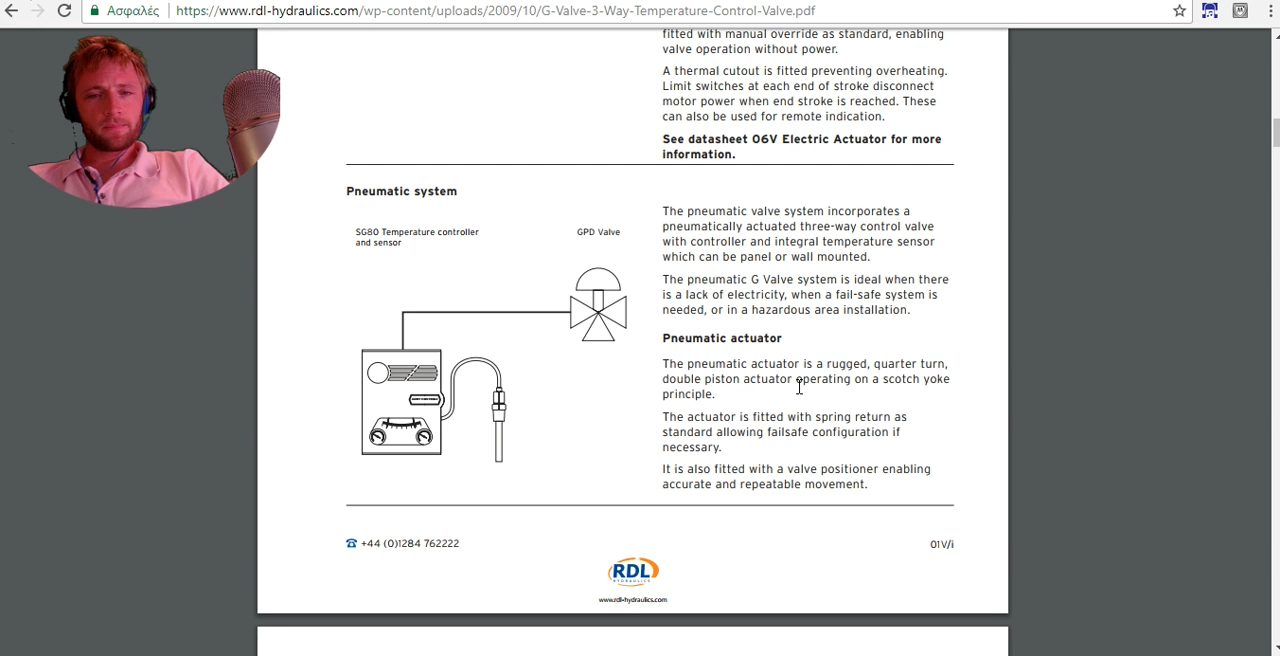 Ασφαλές
https://www.rdl-hydraulics.com/wp-content/uploads/2009/10/G-Valve-3-Way-Temperature-Control-Valve.pdf
fitted with manual override as standard, enabling
valve operation without power.
A thermal cutout is fitted preventing overheating.
Limit switches at each end of stroke disconnect
motor power when end stroke is reached. These
can also be used for remote indication.
See datasheet 06V Electric Actuator for more
information.
Pneumatic system
SG80 Temperature controller
and sensor
GPD Valve
The pneumatic valve system incorporates a
pneumatically actuated three-way control valve
with controller and integral temperature sensor
which can be panel or wall mounted.
The pneumatic G Valve system is ideal when there
is a lack of electricity, when a fail-safe system is
needed, or in a hazardous area installation.
Pneumatic actuator
The pneumatic actuator is a rugged, quarter turn,
double piston actuator operating on a scotch yoke
principle.
The actuator is fitted with spring return as
standard allowing failsafe configuration if
necessary.
It is also fitted with a valve positioner enabling
accurate and repeatable movement.
☎ +44 (0)1284 762222
01V/i
RDL
HYDRAULICS
www.rdl-hydraulics.com